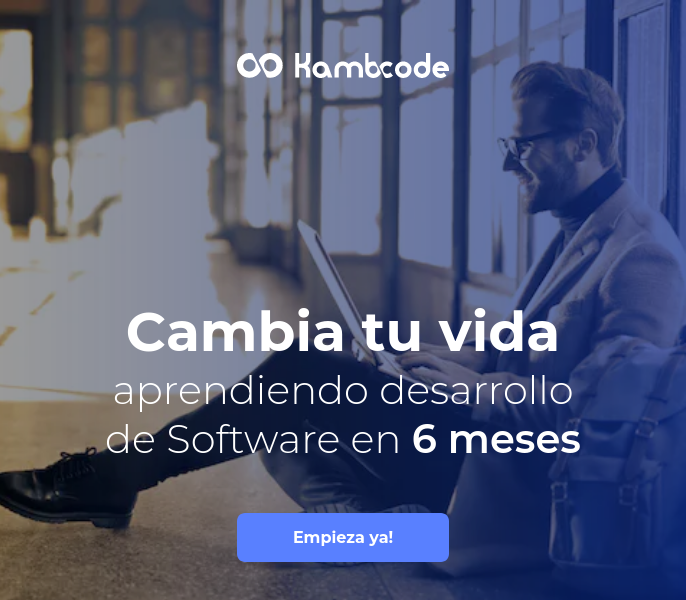 Kambcode
Cambia tu vida
aprendiendo desarrollo
de Software en 6 meses
Empieza ya!